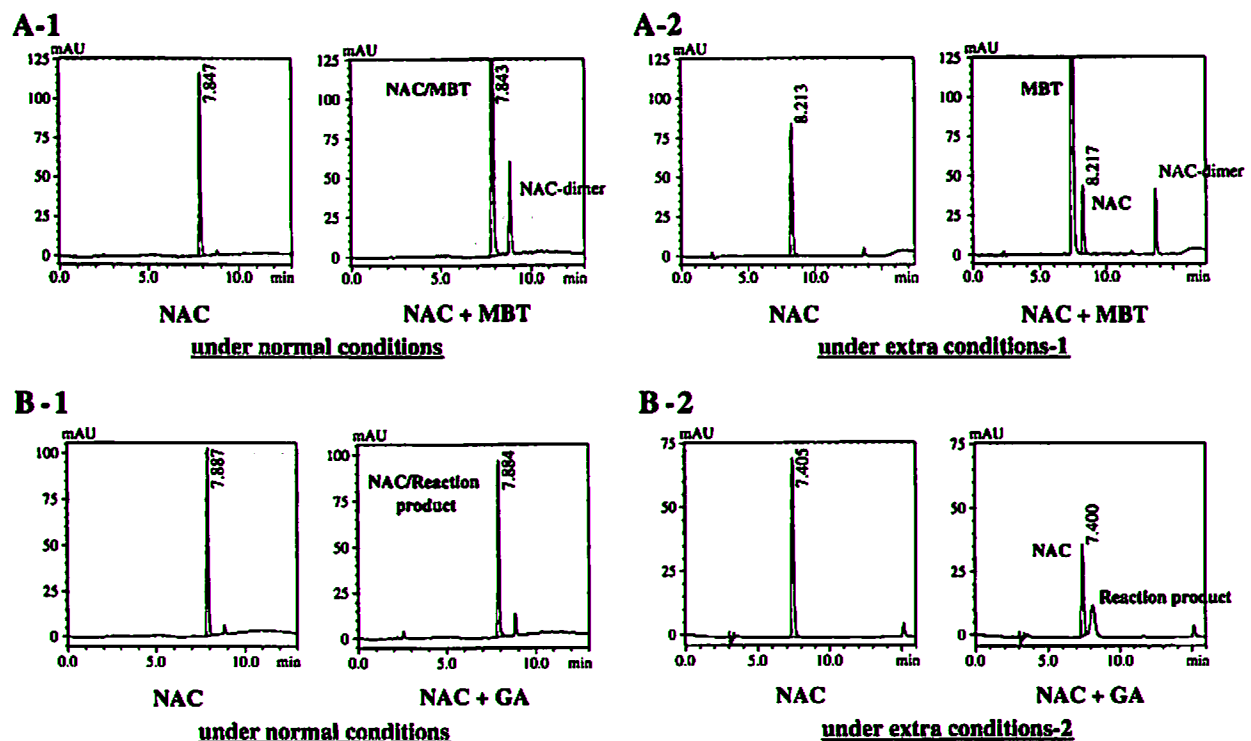 A-1
mAU
125
100
75
50
25
0
0.0 5.0 10.0 min
7.847
NAC
mAU
125
100
75
50
25
0
0.0 5.0 10.0 min
NAC/MBT
7.843
NAC-dimer
NAC + MBT
under normal conditions
A-2
mAU
125
100
75
50
25
0
0.0 5.0 10.0 min
8.213
NAC
mAU
125
100
75
50
25
0
0.0 5.0 10.0 min
MBT
8.217
NAC
NAC-dimer
NAC + MBT
under extra conditions-1
B-1
mAU
100
75
50
25
0
0.0 5.0 10.0 min
7.887
NAC
mAU
100
75
50
25
0
0.0 5.0 10.0 min
NAC/Reaction
product
7.884
NAC + GA
under normal conditions
B-2
mAU
75
50
25
0
0.0 5.0 10.0 15.0 min
7.405
NAC
mAU
75
50
25
0
0.0 5.0 10.0 15.0 min
NAC
7.400
Reaction product
NAC + GA
under extra conditions-2